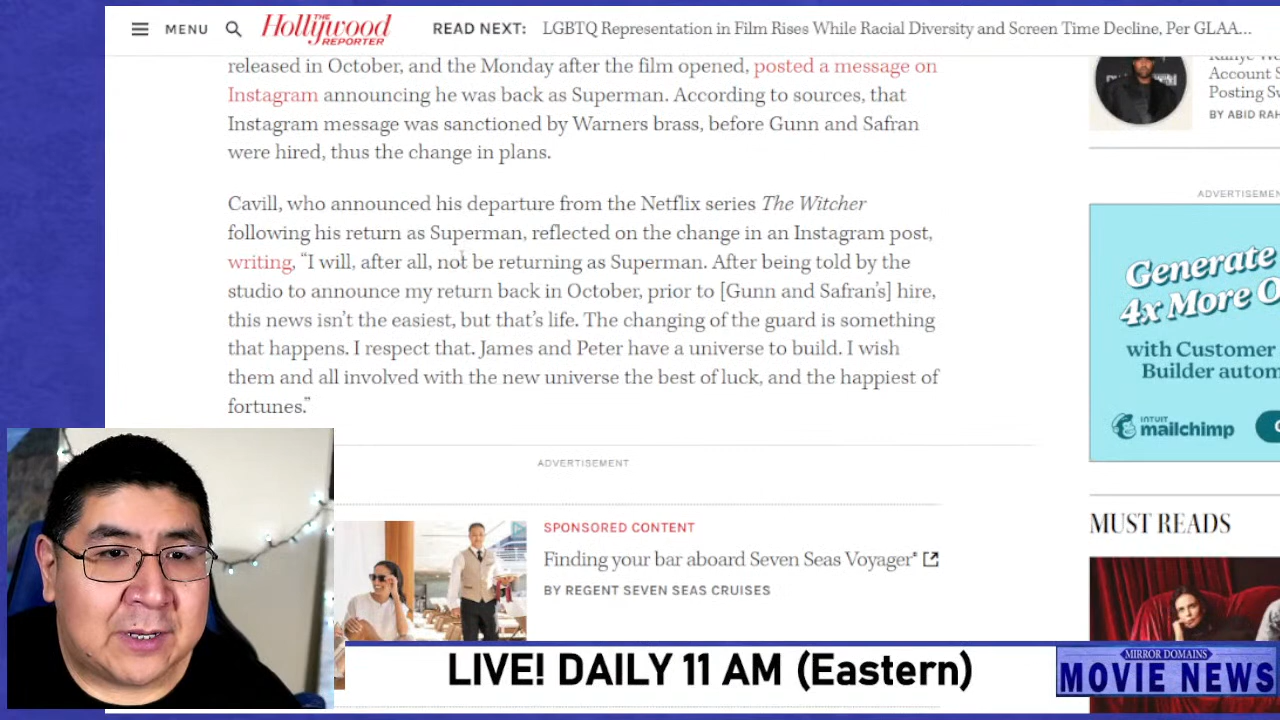 MENU
THE
Hollywood
REPORTER
READ NEXT: LGBTQ Representation in Film Rises While Racial Diversity and Screen Time Decline, Per GLAA...
released in October, and the Monday after the film opened, posted a message on
Instagram announcing he was back as Superman. According to sources, that
Instagram message was sanctioned by Warners brass, before Gunn and Safran
were hired, thus the change in plans.
Cavill, who announced his departure from the Netflix series The Witcher
following his return as Superman, reflected on the change in an Instagram post,
writing, “I will, after all, not be returning as Superman. After being told by the
studio to announce my return back in October, prior to [Gunn and Safran’s] hire,
this news isn’t the easiest, but that’s life. The changing of the guard is something
that happens. I respect that. James and Peter have a universe to build. I wish
them and all involved with the new universe the best of luck, and the happiest of
fortunes.”
ADVERTISEMENT
SPONSORED CONTENT
Finding your bar aboard Seven Seas Voyager®
BY REGENT SEVEN SEAS CRUISES
Account S
Posting Sw
BY ABID RAH
ADVERTISEMEN
Generate
4x More O
with Customer
Builder autom
INTUIT
mailchimp
MUST READS
LIVE! DAILY 11 AM (Eastern)
MIRROR DOMAINS
MOVIE NEWS